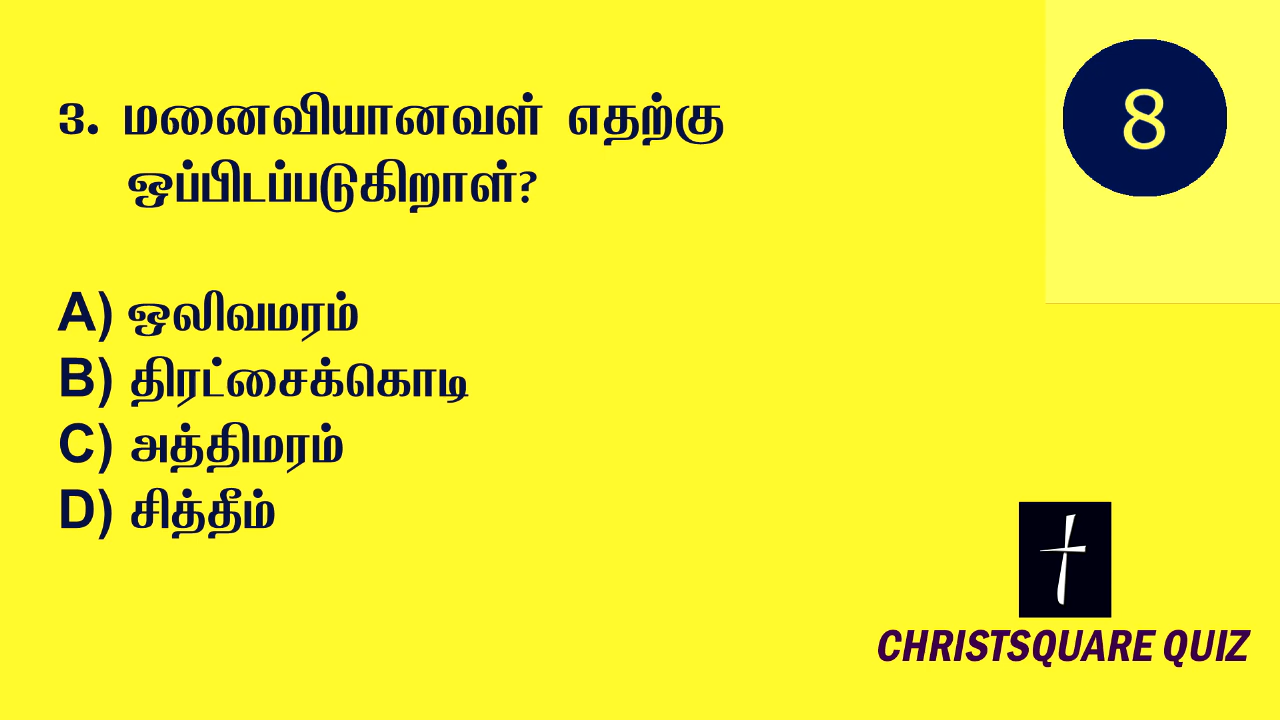 3. மனைவியானவள் எதற்கு
ஒப்பிடப்படுகிறாள்?
8
A) ஒலிவமரம்
B) திரட்சைக்கொடி
C) அத்திமரம்
D) சித்தீம்
CHRISTSQUARE QUIZ